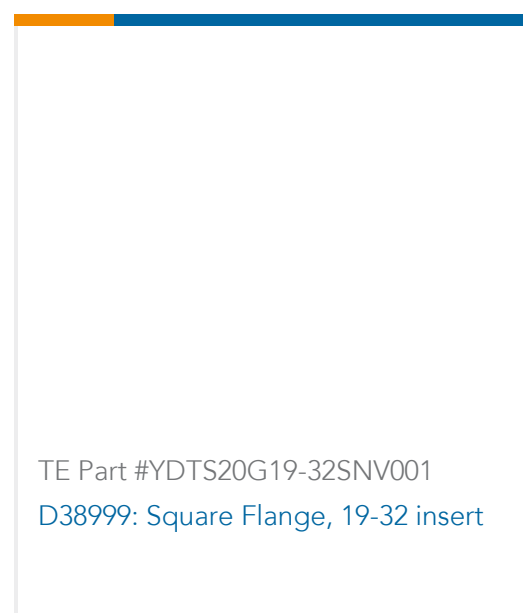 TE Part #YDTS20G19-32SNV001
D38999: Square Flange, 19-32 insert